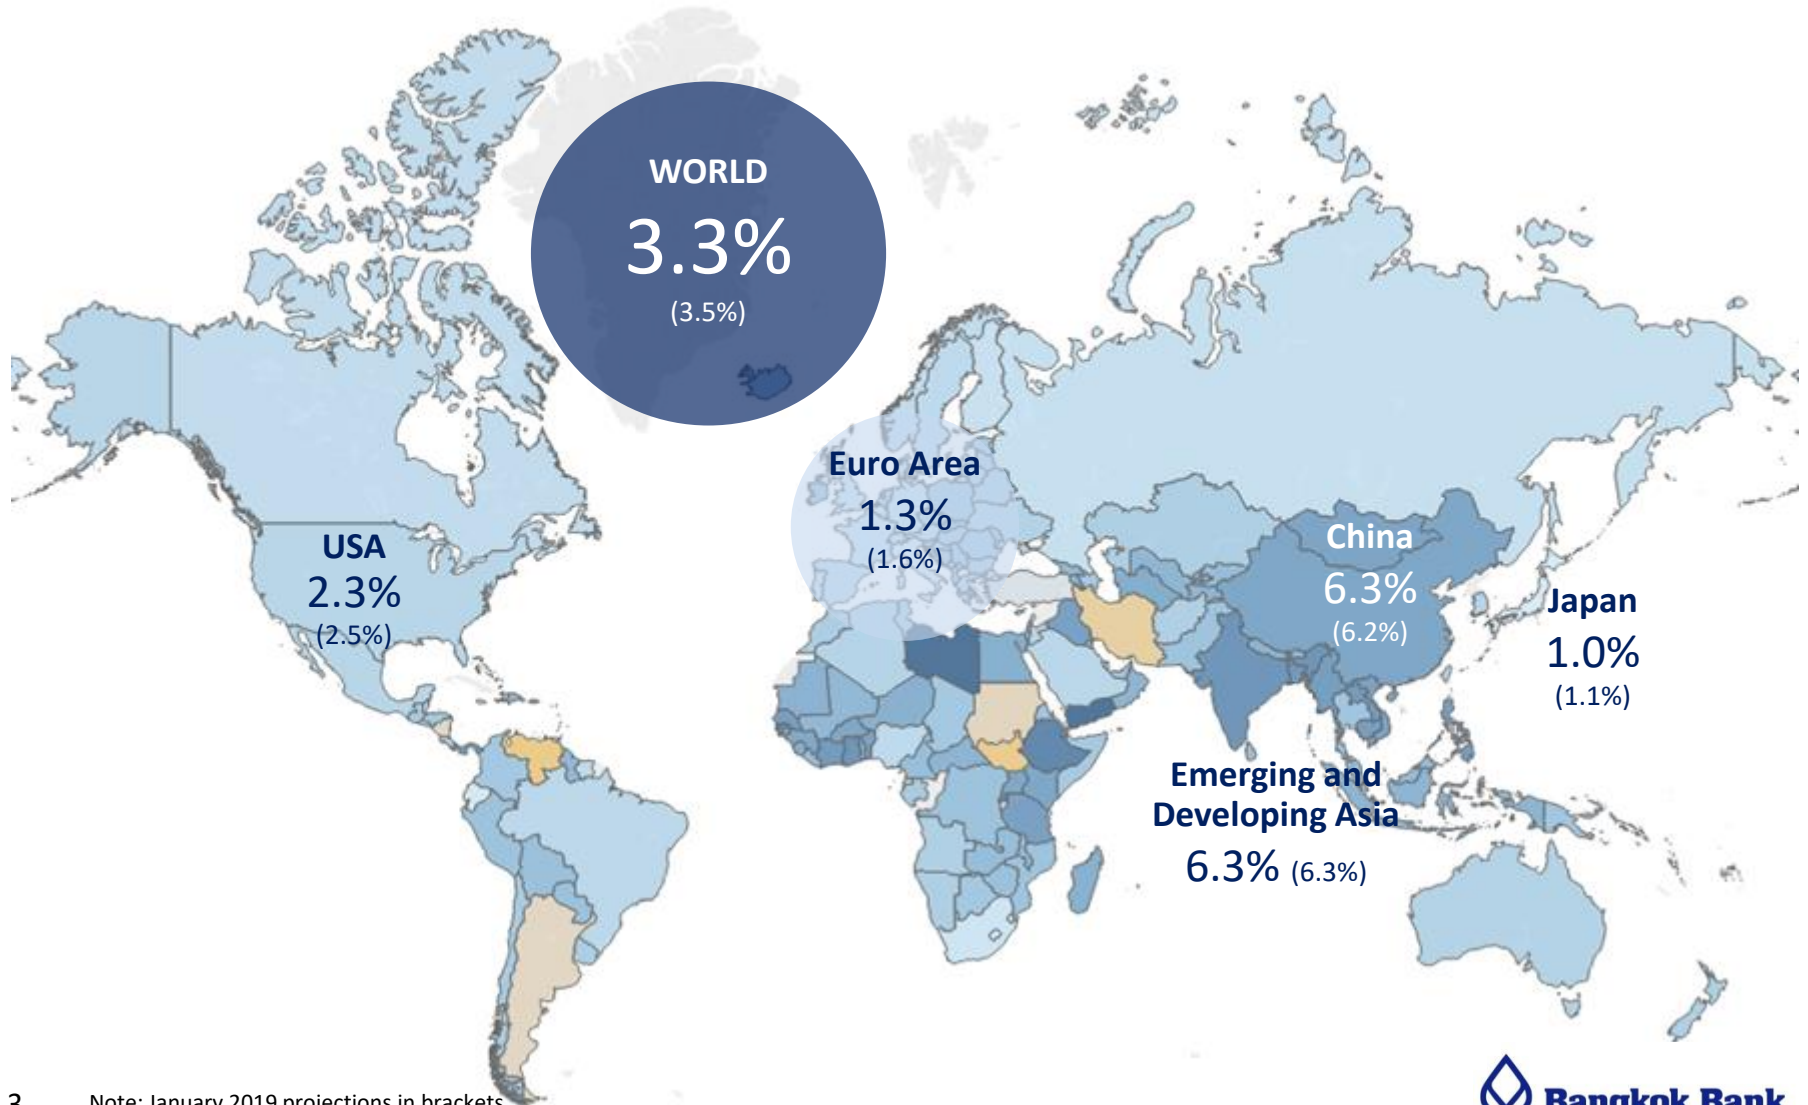 WORLD
3.3%
(3.5%)
Euro Area
1.3%
(1.6%)
USA
2.3%
(2.5%)
China
6.3%
(6.2%)
Japan
1.0%
(1.1%)
Emerging and
Developing Asia
6.3% (6.3%)
3
Note: January 2019 projections in brackets
Bangkok Bank